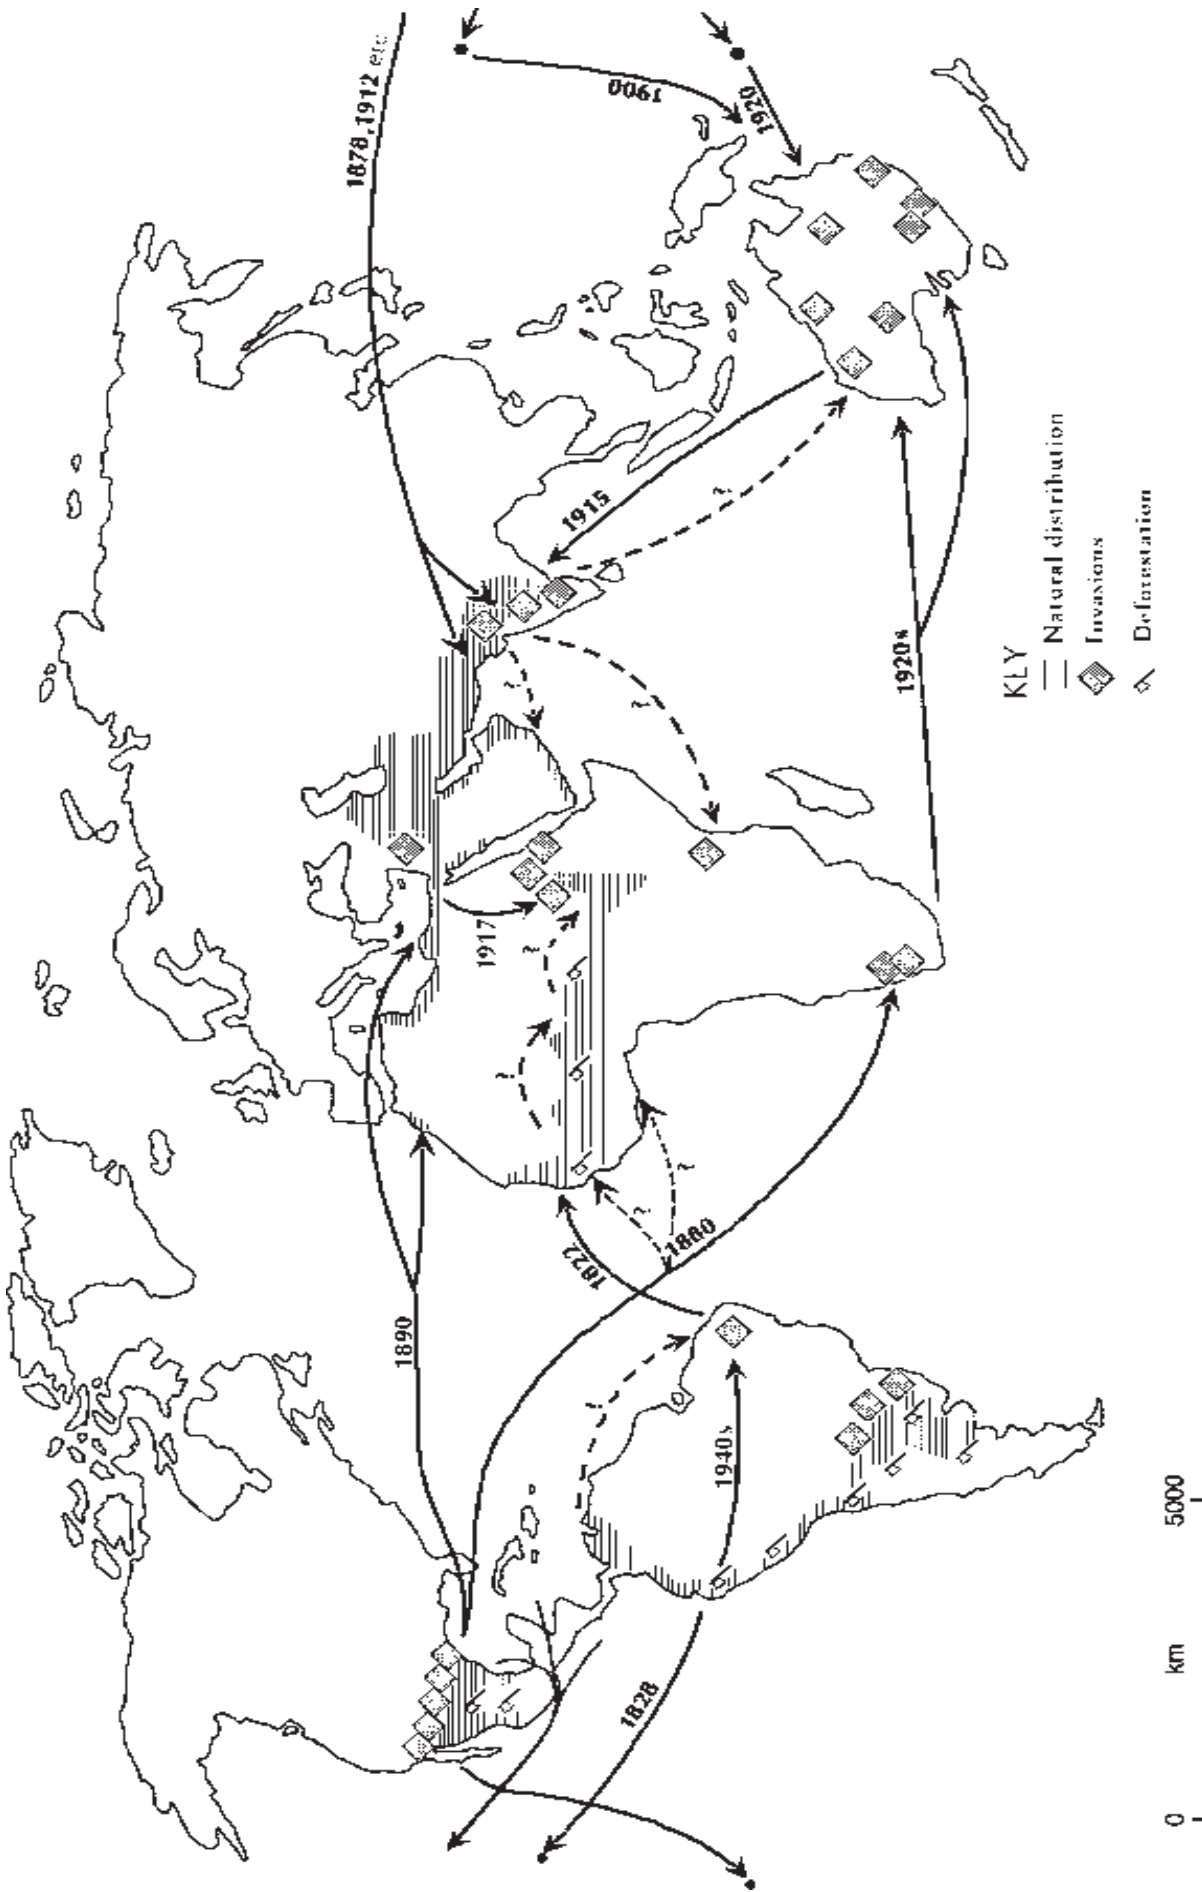 1878,1912 etc
1900
1920
1915
?
?
?
1920s
1917
?
?
1890
?
?
1822
1880
?
1940s
1828
KEY
Natural distribution
Invasions
Deforestation
0
km
5000